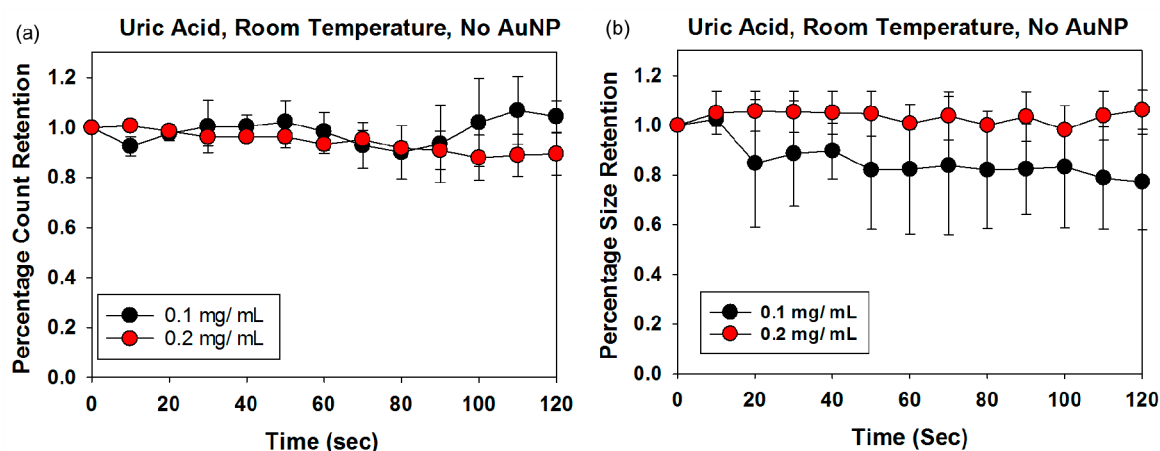 (a)
Uric Acid, Room Temperature, No AuNP
Percentage Count Retention
1.2
1.0
0.8
0.6
0.4
0.2
0.0
0.1 mg/ mL
0.2 mg/ mL
0 20 40 60 80 100 120
Time (sec)
(b)
Uric Acid, Room Temperature, No AuNP
Percentage Size Retention
1.2
1.0
0.8
0.6
0.4
0.2
0.0
0.1 mg/ mL
0.2 mg/ mL
0 20 40 60 80 100 120
Time (Sec)